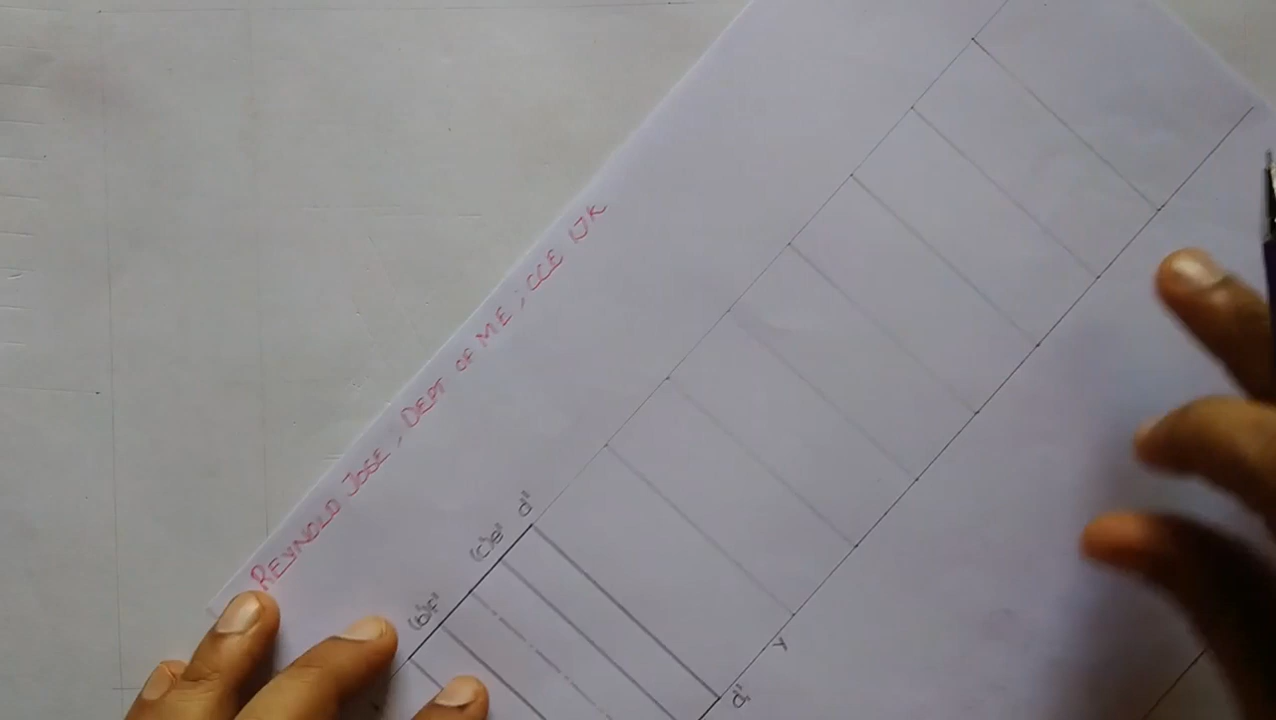 REYNOLD JOSE, DEPT OF ME, CCE IJK
(b')f'
(c')e'
d'
y